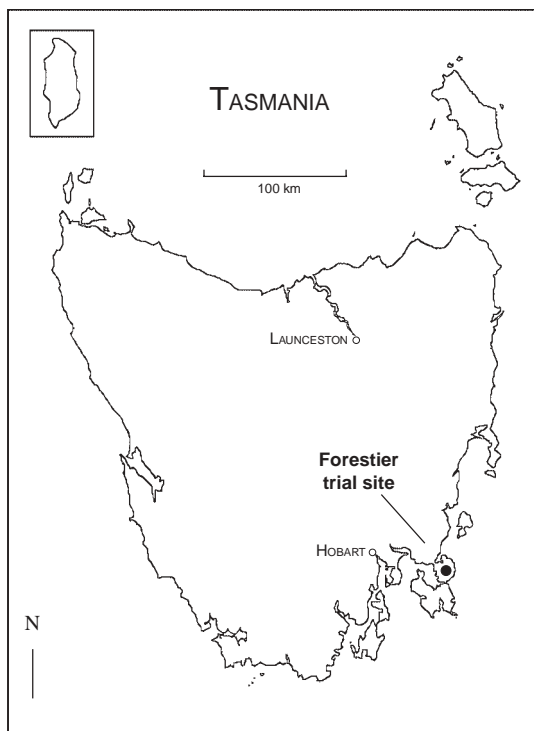 TASMANIA
100 km
LAUNCESTON
Forestier
trial site
HOBART
N